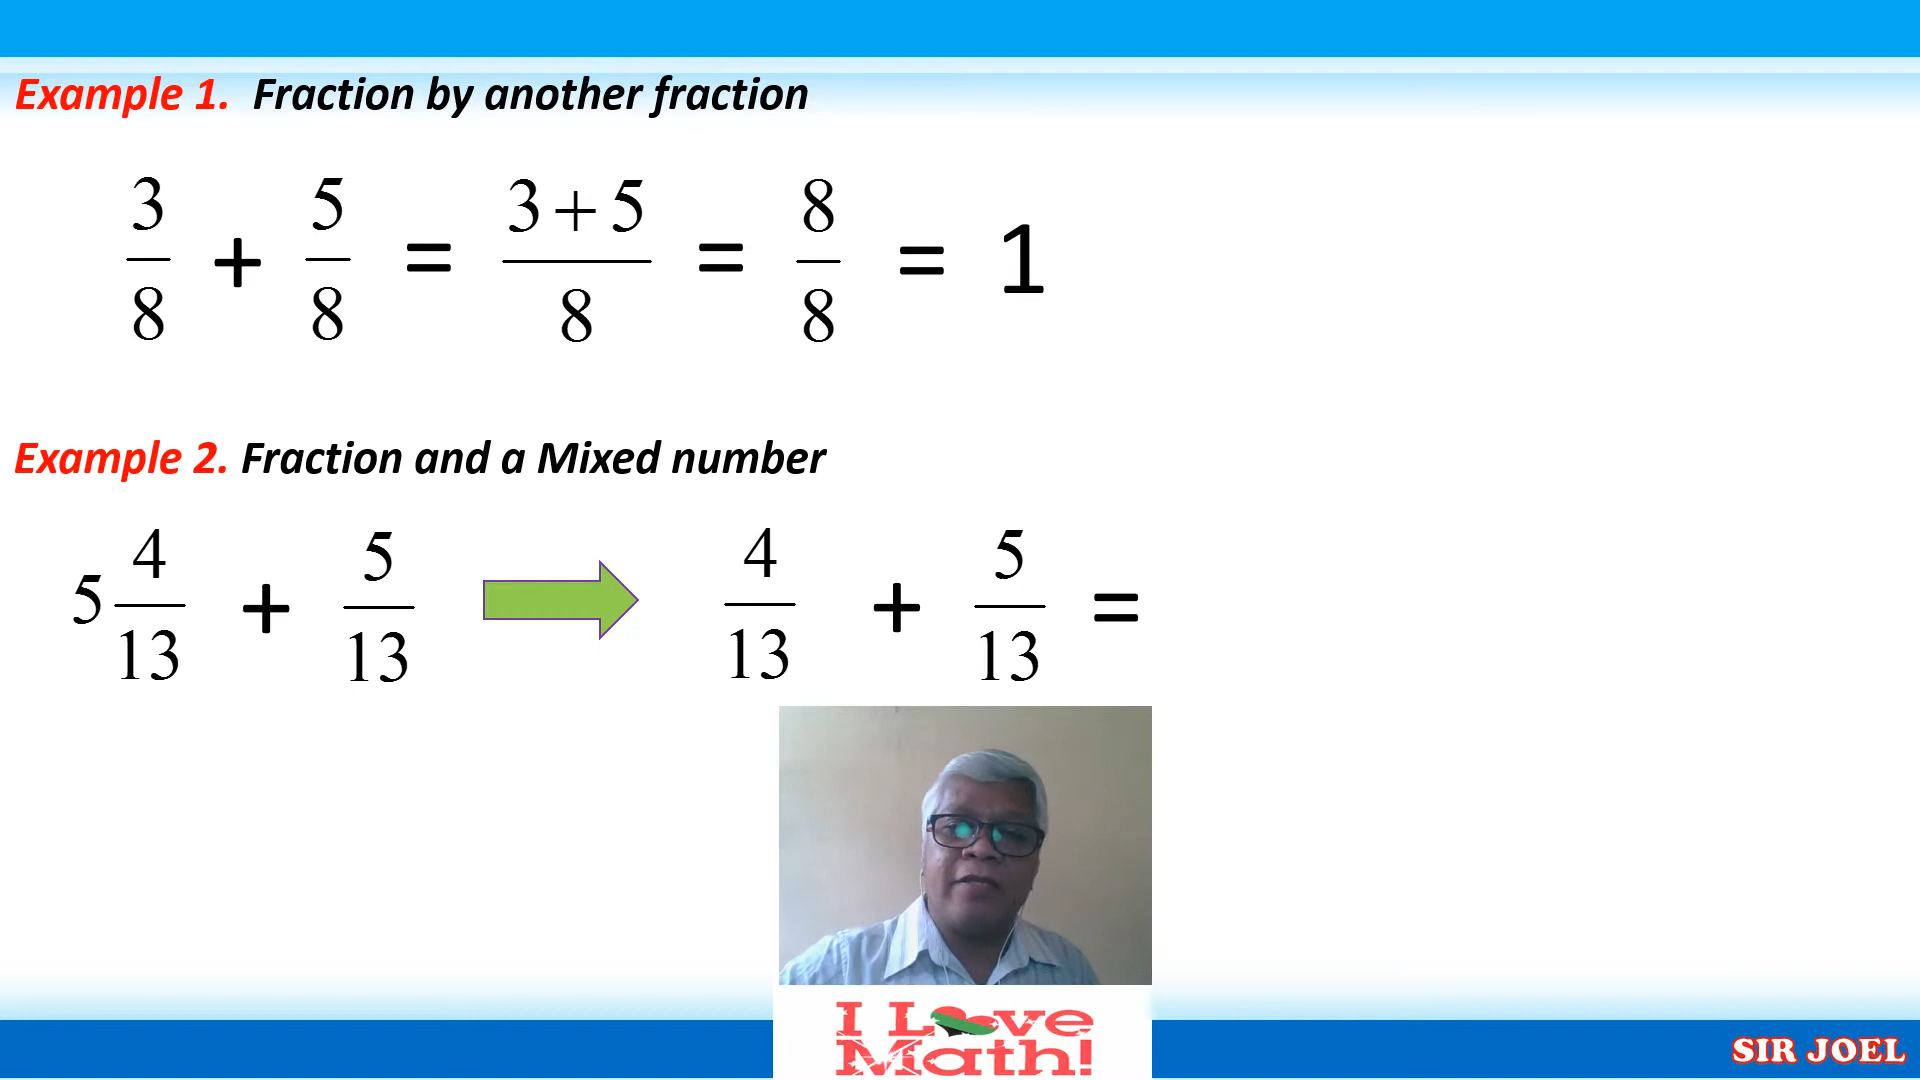 Example 1. Fraction by another fraction
3/8 + 5/8 = 3+5/8 = 8/8 = 1
Example 2. Fraction and a Mixed number
5 4/13 + 5/13 4/13 + 5/13 =
I Love
Math!
SIR JOEL